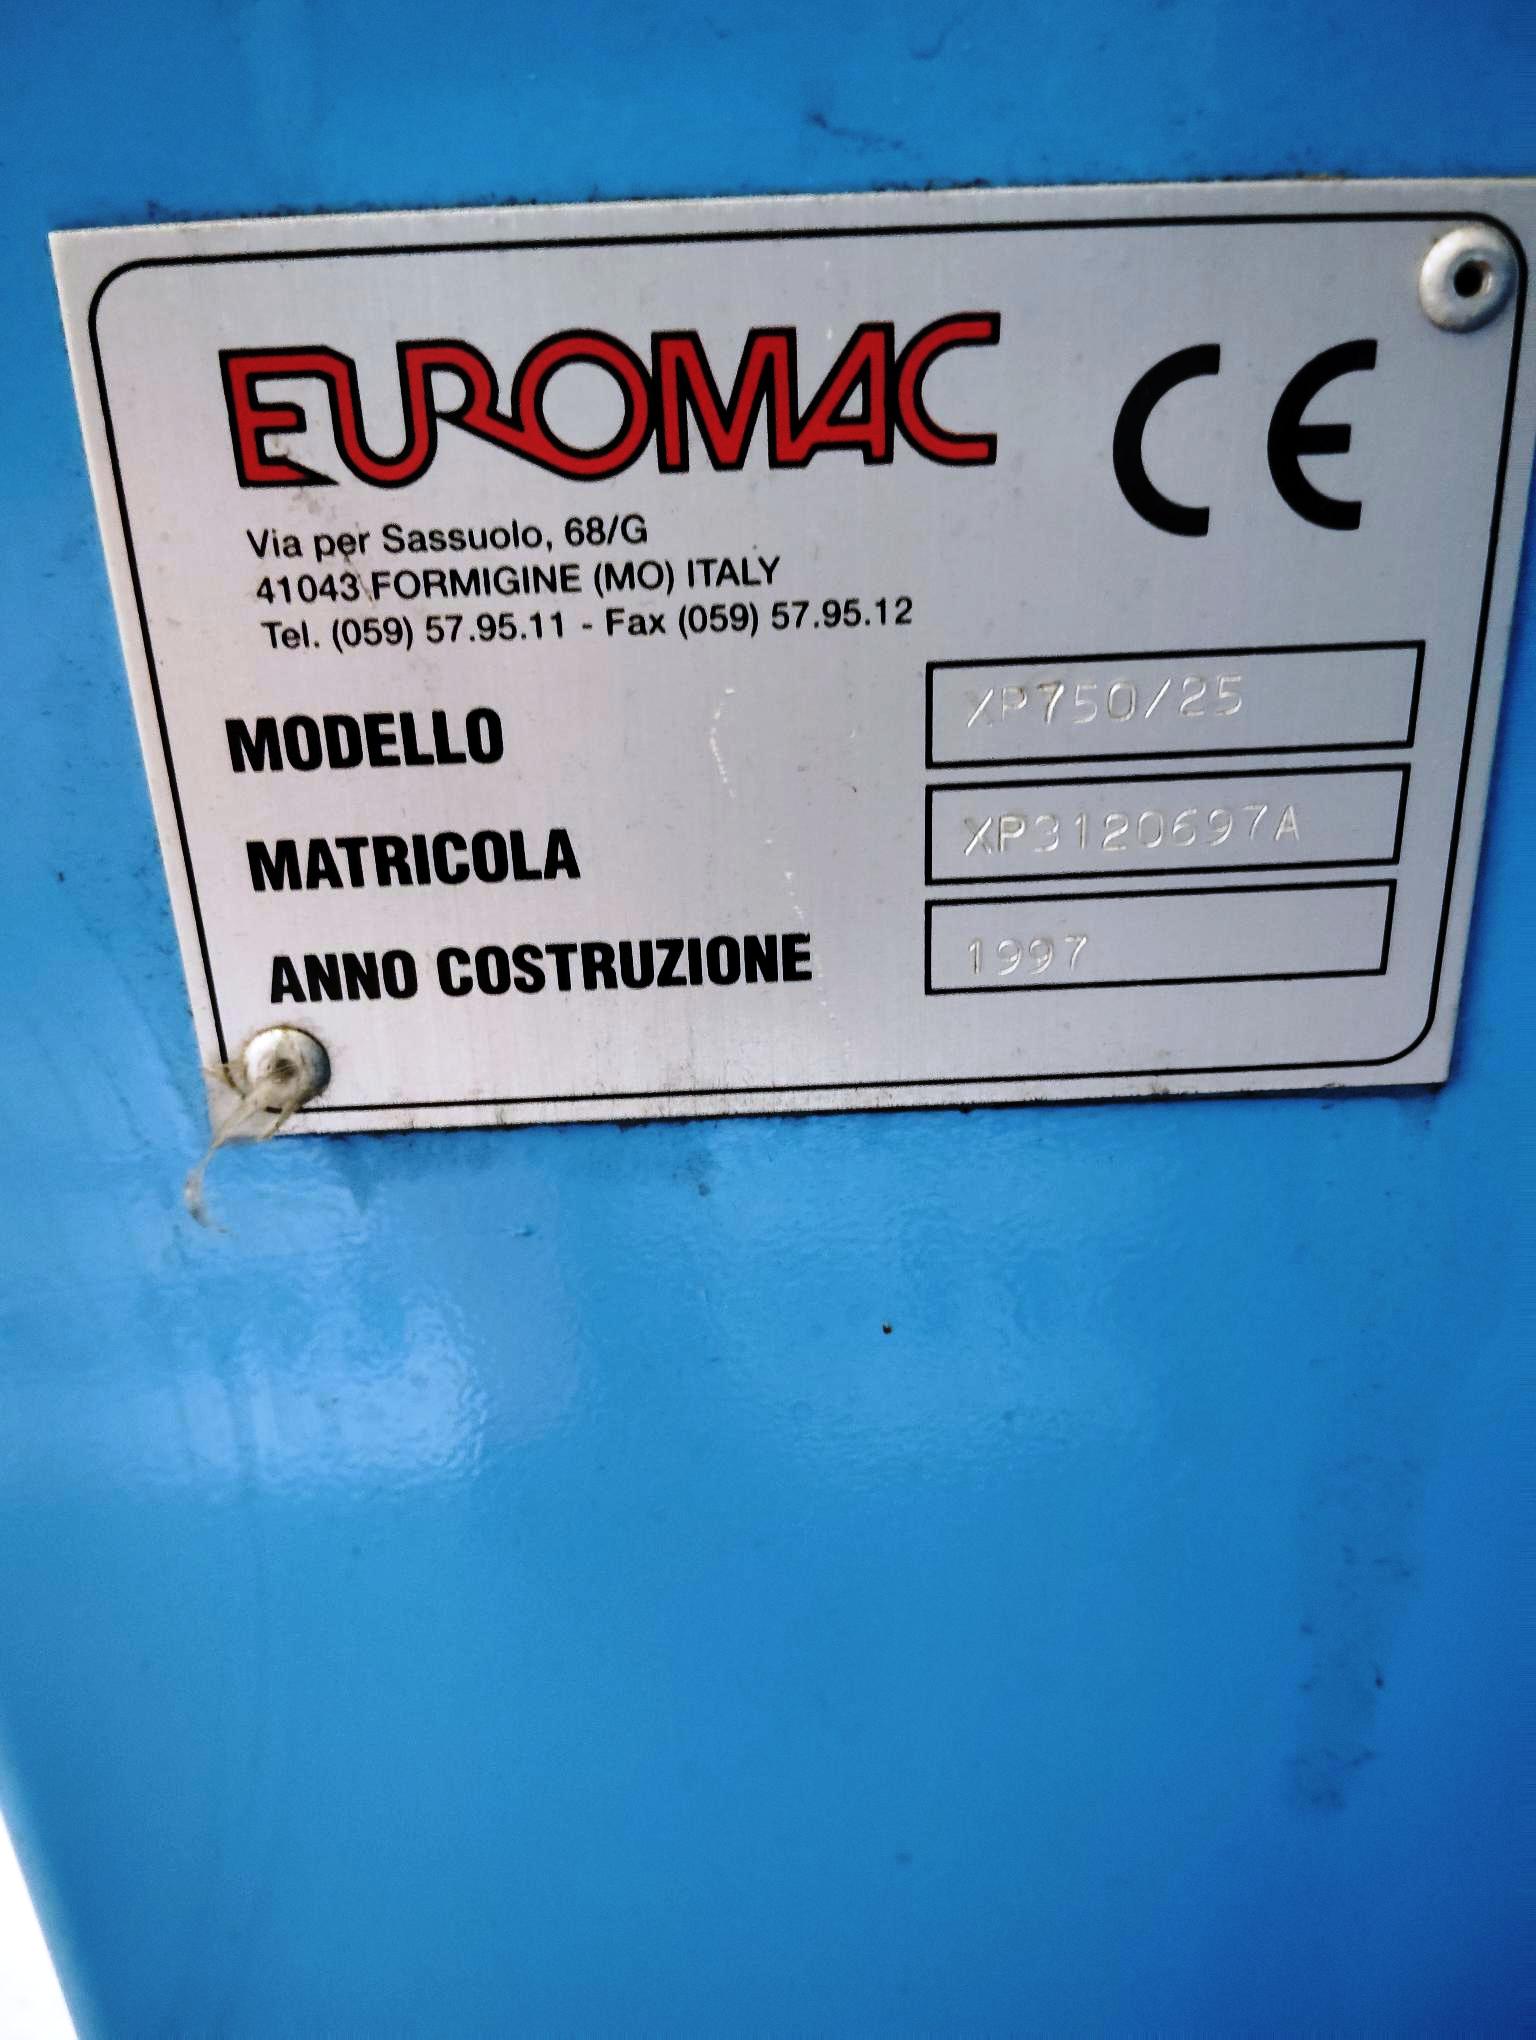 EUROMAC
CE
Via per Sassuolo, 68/G
41043 FORMIGINE (MO) ITALY
Tel. (059) 57.95.11 - Fax (059) 57.95.12
MODELLO XP750/25
MATRICOLA XP3120697A
ANNO COSTRUZIONE 1997